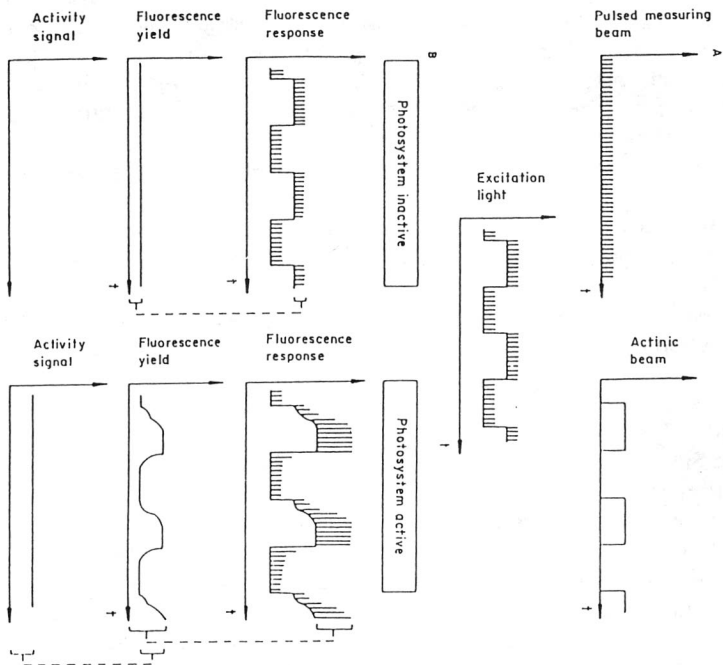 Activity
signal
Fluorescence
yield
Fluorescence
response
Pulsed measuring
beam
A
B
Photosystem inactive
Excitation
light
t
t
t
t
Activity
signal
Fluorescence
yield
Fluorescence
response
Actinic
beam
Photosystem active
t
t
t